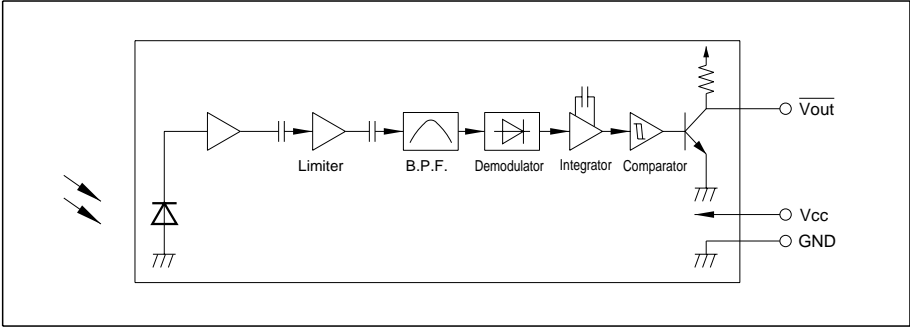 Vout
Limiter
B.P.F.
Demodulator
Integrator
Comparator
Vcc
GND